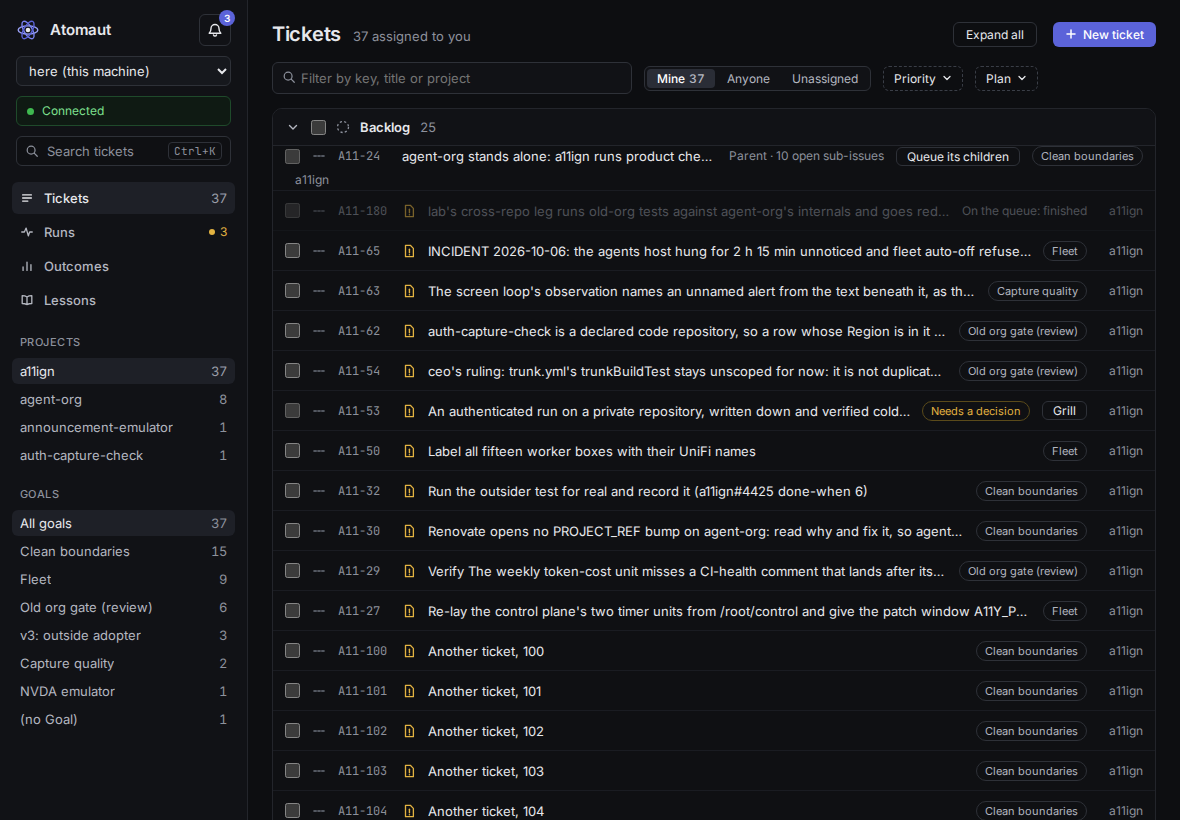 Atomaut
3
here (this machine)
Connected
Search tickets Ctrl+K
Tickets 37
Runs 3
Outcomes
Lessons
PROJECTS
a11ign 37
agent-org 8
announcement-emulator 1
auth-capture-check 1
GOALS
All goals 37
Clean boundaries 15
Fleet 9
Old org gate (review) 6
v3: outside adopter 3
Capture quality 2
NVDA emulator 1
(no Goal) 1
Tickets 37 assigned to you
Expand all
+ New ticket
Filter by key, title or project
Mine 37 Anyone Unassigned
Priority
Plan
Backlog 25
A11-24 agent-org stands alone: a11ign runs product che... Parent · 10 open sub-issues Queue its children Clean boundaries
a11ign
A11-180 lab's cross-repo leg runs old-org tests against agent-org's internals and goes red... On the queue: finished a11ign
A11-65 INCIDENT 2026-10-06: the agents host hung for 2 h 15 min unnoticed and fleet auto-off refuse... Fleet a11ign
A11-63 The screen loop's observation names an unnamed alert from the text beneath it, as th... Capture quality a11ign
A11-62 auth-capture-check is a declared code repository, so a row whose Region is in it ... Old org gate (review) a11ign
A11-54 ceo's ruling: trunk.yml's trunkBuildTest stays unscoped for now: it is not duplicat... Old org gate (review) a11ign
A11-53 An authenticated run on a private repository, written down and verified cold... Needs a decision Grill a11ign
A11-50 Label all fifteen worker boxes with their UniFi names Fleet a11ign
A11-32 Run the outsider test for real and record it (a11ign#4425 done-when 6) Clean boundaries a11ign
A11-30 Renovate opens no PROJECT_REF bump on agent-org: read why and fix it, so agent... Clean boundaries a11ign
A11-29 Verify The weekly token-cost unit misses a CI-health comment that lands after its... Old org gate (review) a11ign
A11-27 Re-lay the control plane's two timer units from /root/control and give the patch window A11Y_P... Fleet a11ign
A11-100 Another ticket, 100 Clean boundaries a11ign
A11-101 Another ticket, 101 Clean boundaries a11ign
A11-102 Another ticket, 102 Clean boundaries a11ign
A11-103 Another ticket, 103 Clean boundaries a11ign
A11-104 Another ticket, 104 Clean boundaries a11ign